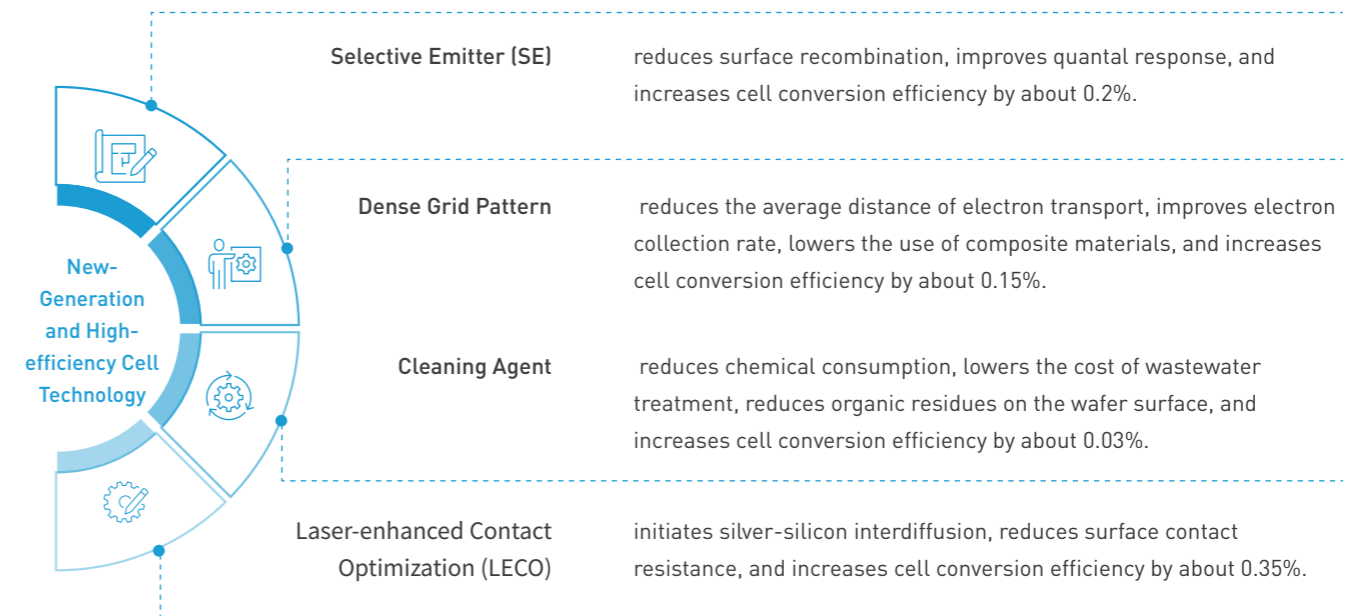 New-
Generation
and High-
efficiency Cell
Technology
Selective Emitter (SE)
reduces surface recombination, improves quantal response, and
increases cell conversion efficiency by about 0.2%.
Dense Grid Pattern
reduces the average distance of electron transport, improves electron
collection rate, lowers the use of composite materials, and increases
cell conversion efficiency by about 0.15%.
Cleaning Agent
reduces chemical consumption, lowers the cost of wastewater
treatment, reduces organic residues on the wafer surface, and
increases cell conversion efficiency by about 0.03%.
Laser-enhanced Contact
Optimization (LECO)
initiates silver-silicon interdiffusion, reduces surface contact
resistance, and increases cell conversion efficiency by about 0.35%.